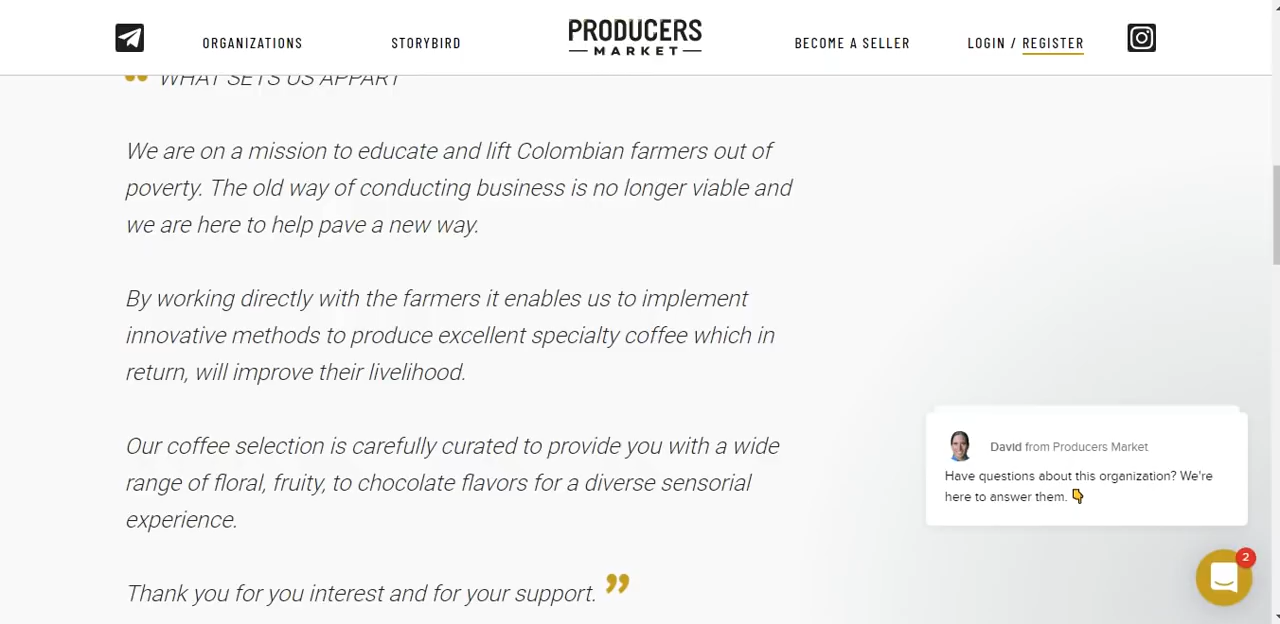 ORGANIZATIONS
STORYBIRD
PRODUCERS
MARKET
BECOME A SELLER
LOGIN / REGISTER
WHAT SETS US APPART
We are on a mission to educate and lift Colombian farmers out of
poverty. The old way of conducting business is no longer viable and
we are here to help pave a new way.
By working directly with the farmers it enables us to implement
innovative methods to produce excellent specialty coffee which in
return, will improve their livelihood.
Our coffee selection is carefully curated to provide you with a wide
range of floral, fruity, to chocolate flavors for a diverse sensorial
experience.
Thank you for you interest and for your support. ”
David from Producers Market
Have questions about this organization? We're
here to answer them. 👇
2